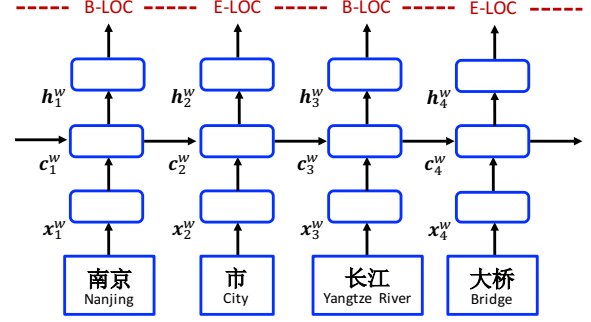 B-LOC E-LOC B-LOC E-LOC
h₁ʷ h₂ʷ h₃ʷ h₄ʷ
c₁ʷ c₂ʷ c₃ʷ c₄ʷ
x₁ʷ x₂ʷ x₃ʷ x₄ʷ
南京 市 长江 大桥
Nanjing City Yangtze River Bridge